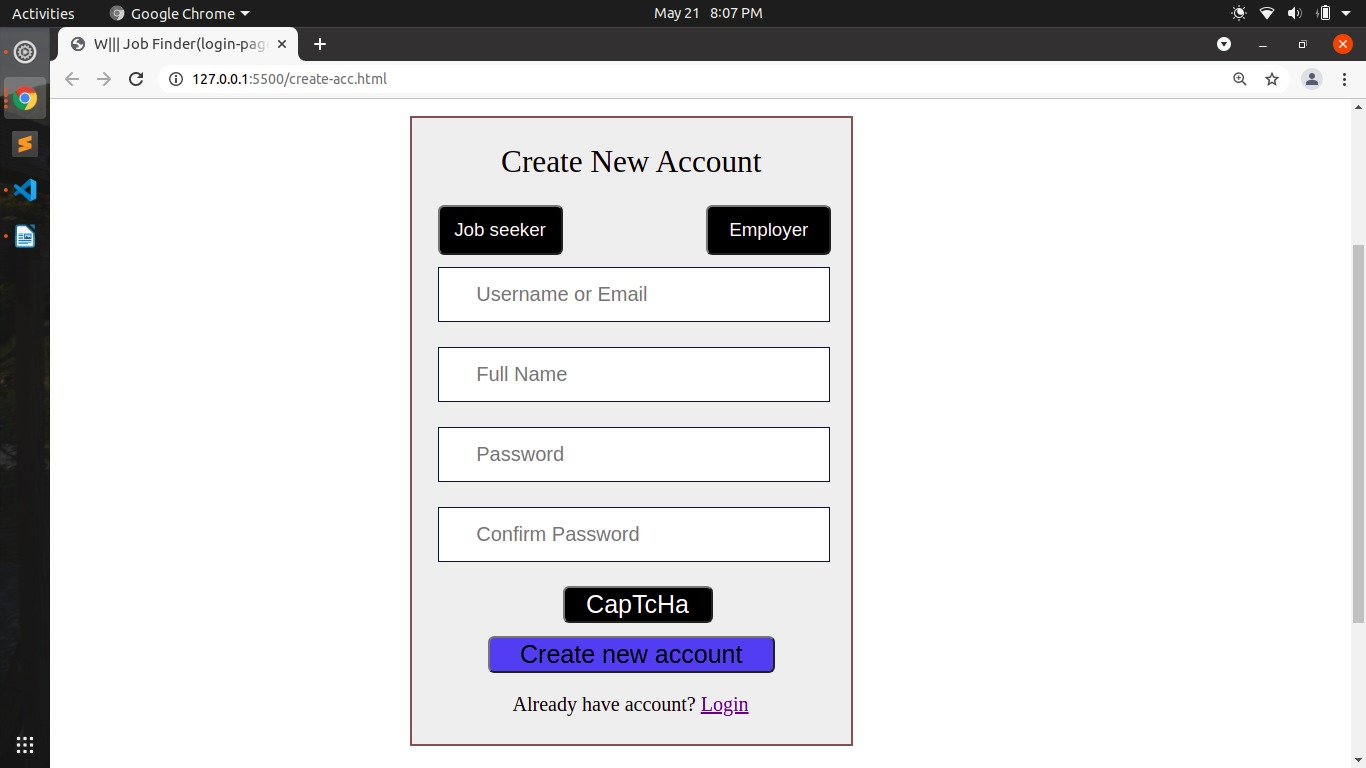 Activities Google Chrome May 21 8:07 PM
W||| Job Finder(login-pag
127.0.0.1:5500/create-acc.html
Create New Account
Job seeker Employer
Username or Email
Full Name
Password
Confirm Password
CapTcHa
Create new account
Already have account? Login